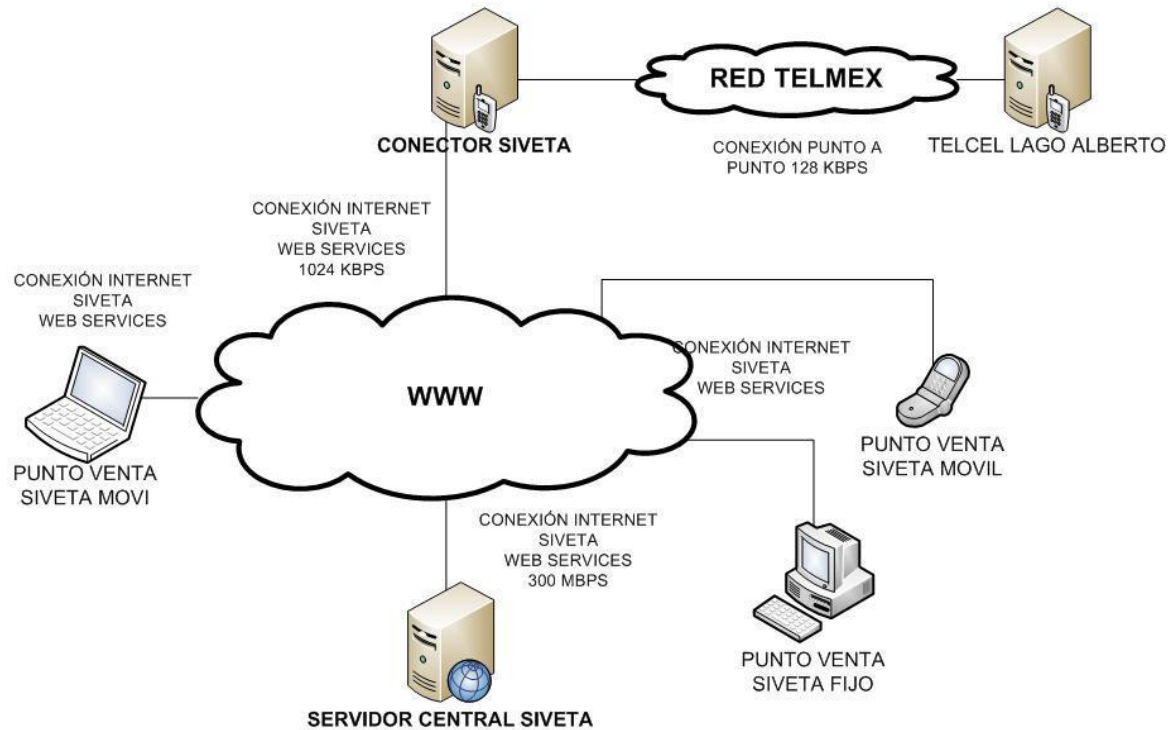 RED TELMEX
CONECTOR SIVETA
CONEXIÓN PUNTO A
PUNTO 128 KBPS
TELCEL LAGO ALBERTO
CONEXIÓN INTERNET
SIVETA
WEB SERVICES
1024 KBPS
CONEXIÓN INTERNET
SIVETA
WEB SERVICES
CONEXIÓN INTERNET
SIVETA
WEB SERVICES
WWW
PUNTO VENTA
SIVETA MOVIL
PUNTO VENTA
SIVETA MOVI
CONEXIÓN INTERNET
SIVETA
WEB SERVICES
300 MBPS
PUNTO VENTA
SIVETA FIJO
SERVIDOR CENTRAL SIVETA